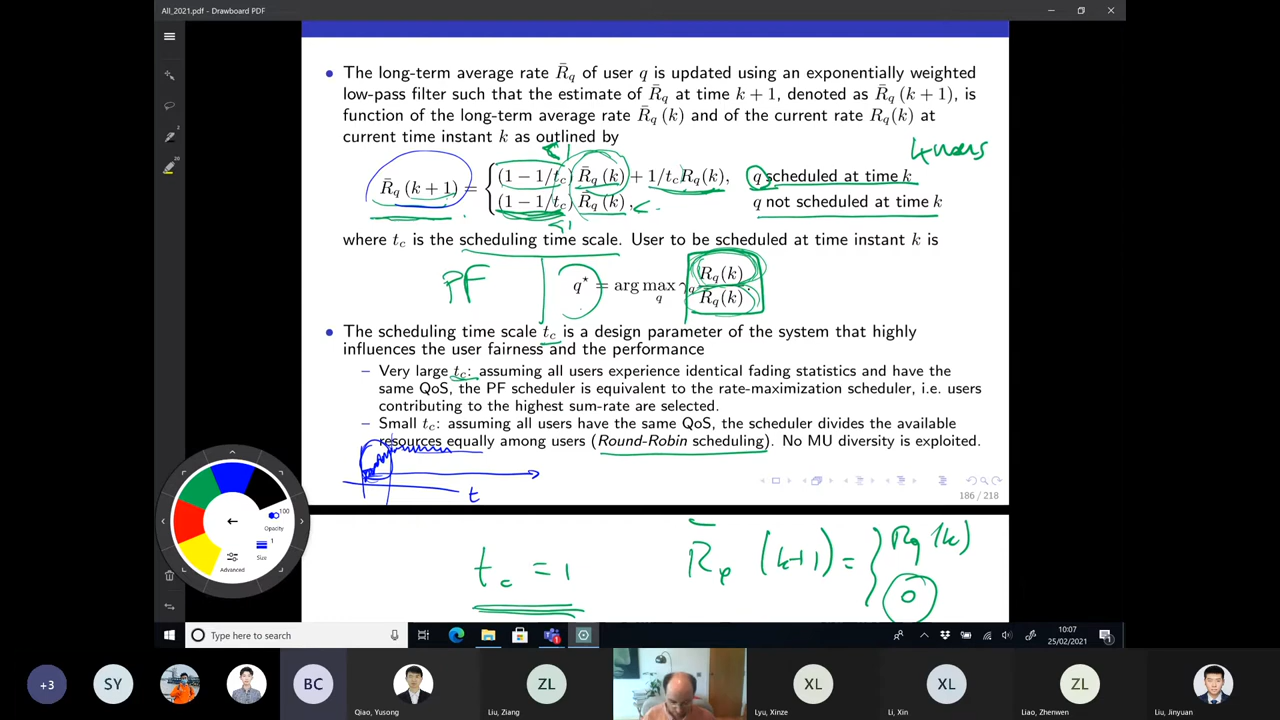 All_2021.pdf - Drawboard PDF
• The long-term average rate R̄q of user q is updated using an exponentially weighted
low-pass filter such that the estimate of R̄q at time k + 1, denoted as R̄q (k + 1), is
function of the long-term average rate R̄q (k) and of the current rate Rq(k) at
current time instant k as outlined by
4 users
<1
R̄q (k + 1) = { (1 − 1/tc) R̄q (k) + 1/tc Rq(k), q scheduled at time k
(1 − 1/tc) R̄q (k), q not scheduled at time k
<1
where tc is the scheduling time scale. User to be scheduled at time instant k is
PF
q⋆ = arg max q γq Rq(k) / R̄q(k)
• The scheduling time scale tc is a design parameter of the system that highly
influences the user fairness and the performance
– Very large tc: assuming all users experience identical fading statistics and have the
same QoS, the PF scheduler is equivalent to the rate-maximization scheduler, i.e. users
contributing to the highest sum-rate are selected.
– Small tc: assuming all users have the same QoS, the scheduler divides the available
resources equally among users (Round-Robin scheduling). No MU diversity is exploited.
t
186 / 218
100
Opacity
1
Size
Advanced
tc = 1
R̄q (k+1) = { Rq (k)
0
Type here to search
10:07
25/02/2021
1
+3
SY
BC
Qiao, Yusong
ZL
Liu, Ziang
XL
Lyu, Xinze
XL
Li, Xin
ZL
Liao, Zhenwen
Liu, Jinyuan